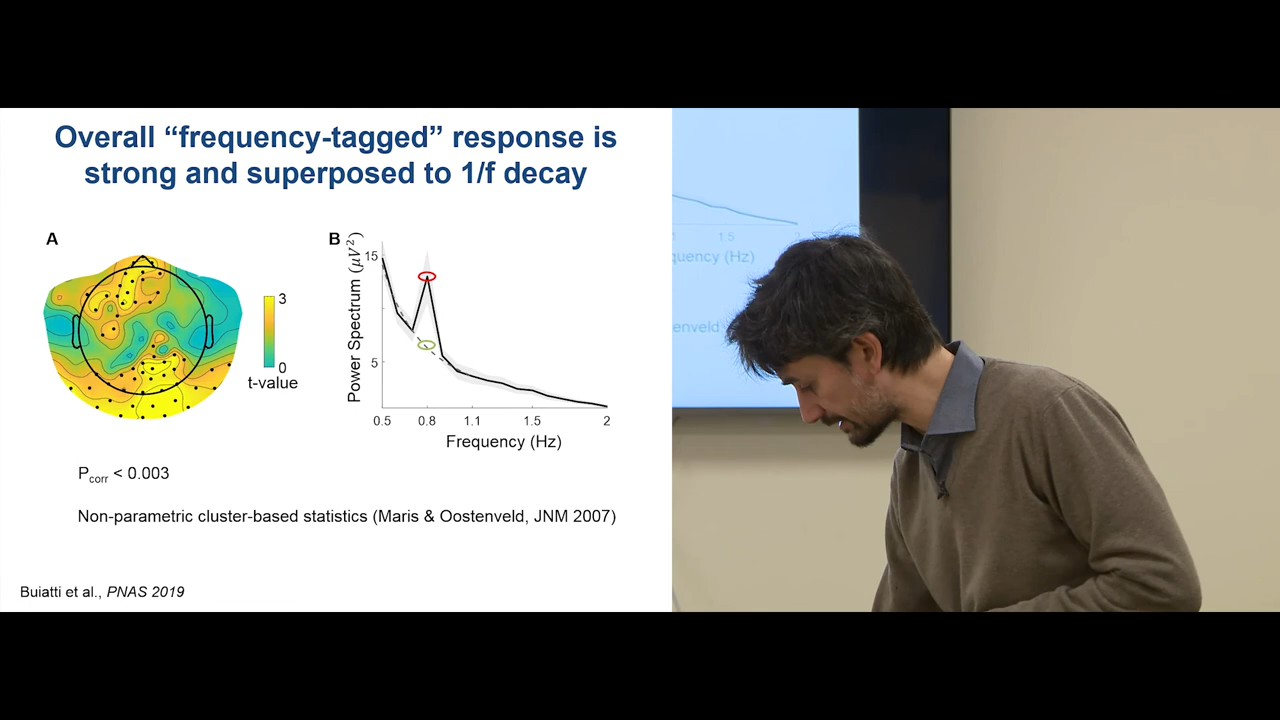 Overall “frequency-tagged” response is
strong and superposed to 1/f decay
A
3
0
t-value
B
Power Spectrum (μV²)
15
5
0.5 0.8 1.1 1.5 2
Frequency (Hz)
Pcorr < 0.003
Non-parametric cluster-based statistics (Maris & Oostenveld, JNM 2007)
Buiatti et al., PNAS 2019
1.5
quency (Hz)
enveld